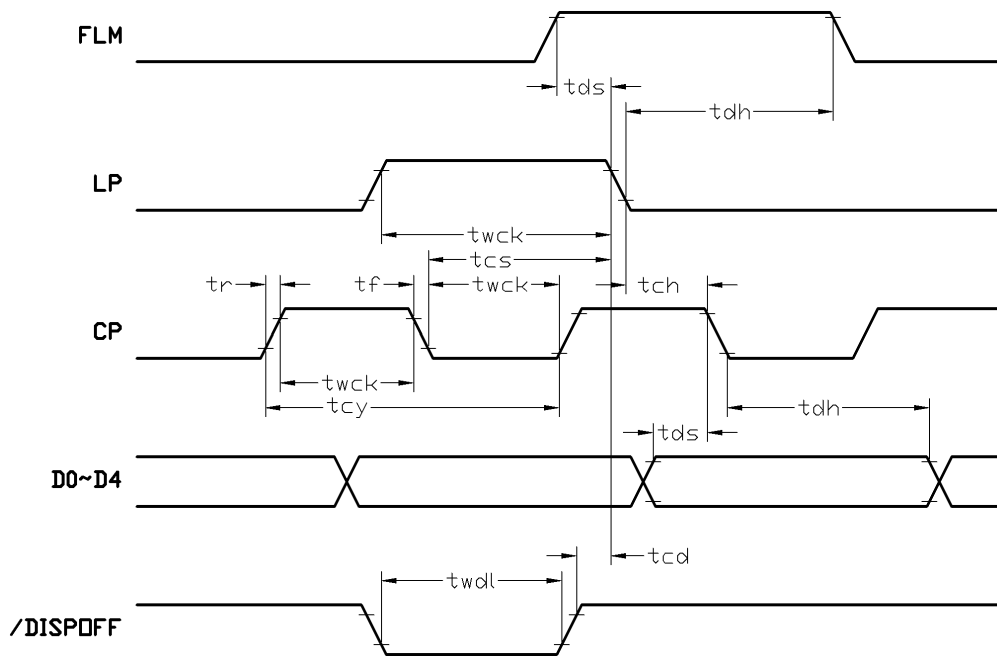 FLM
tds
tdh
LP
twck
tcs
tr
tf
twck
tch
CP
twck
tcy
tdh
tds
D0~D4
tcd
twdl
/DISPOFF